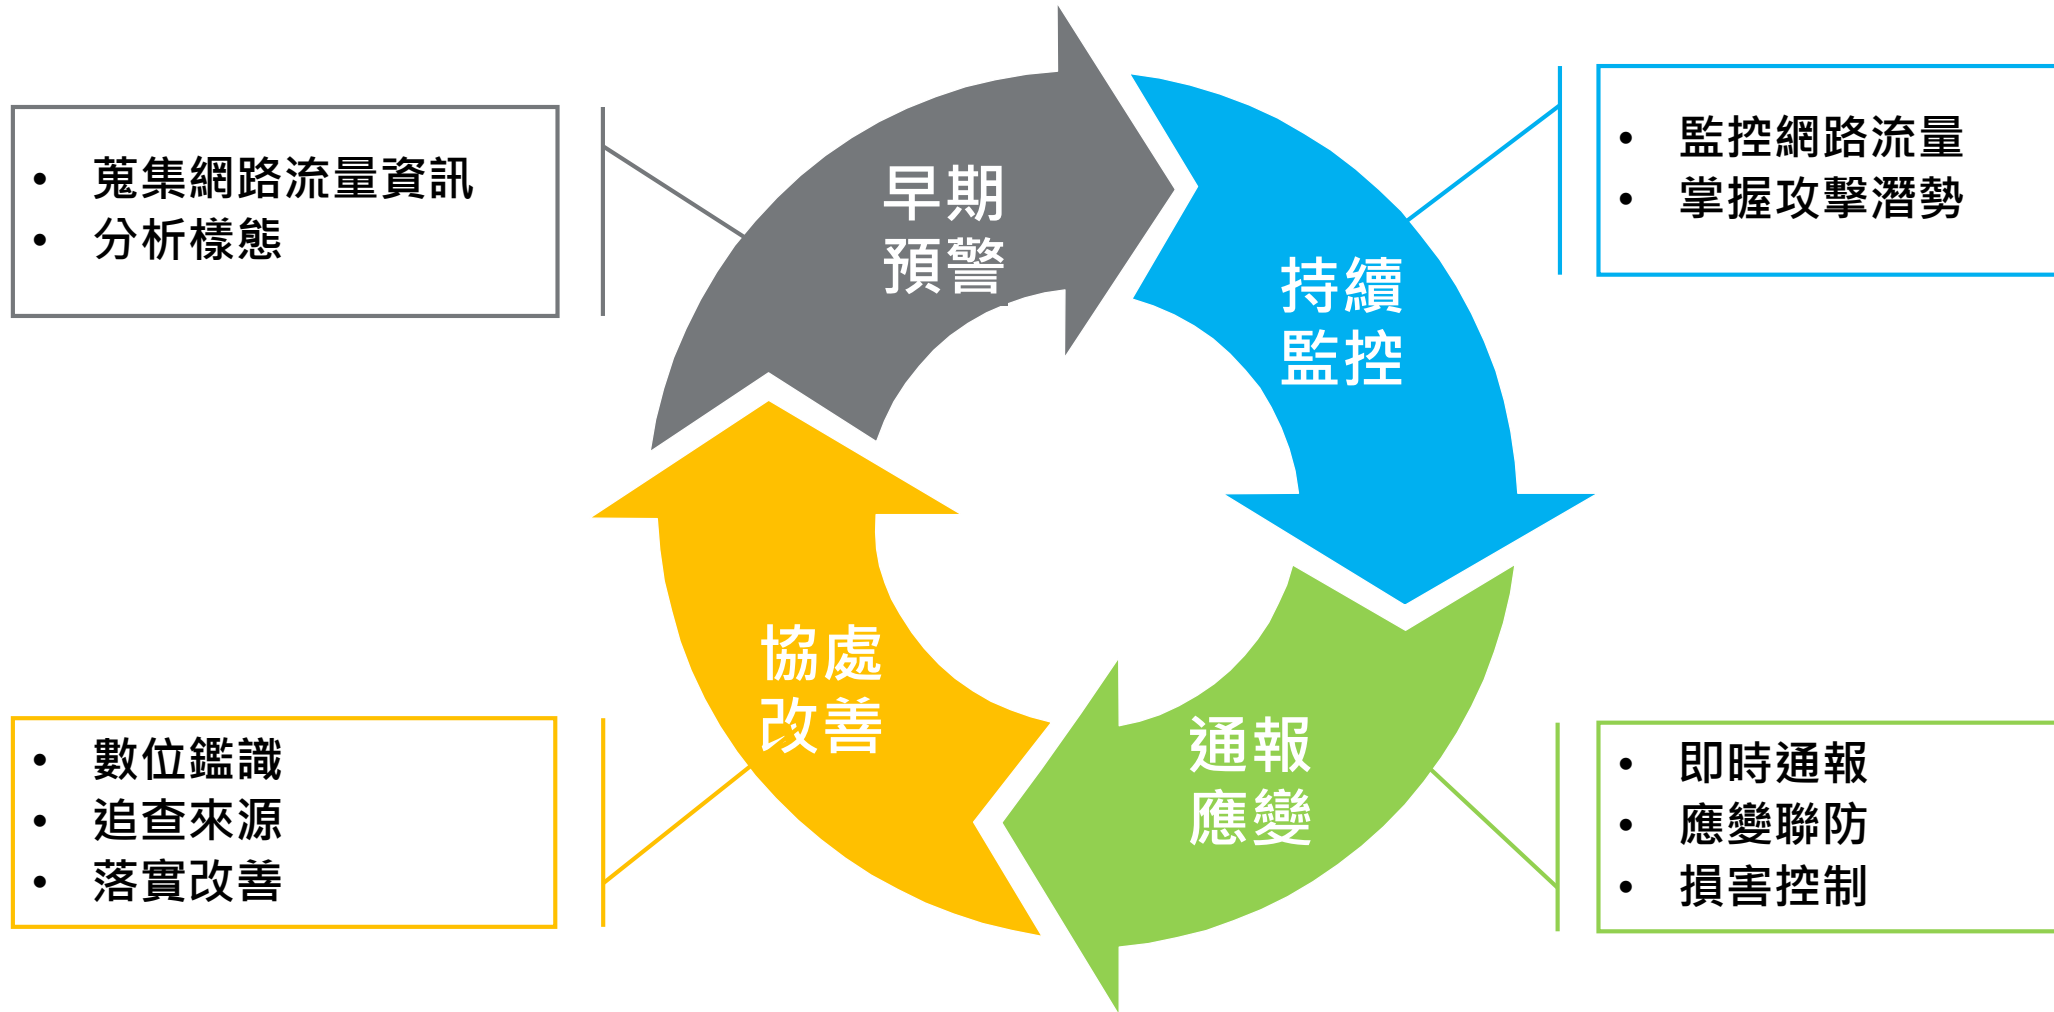 • 蒐集網路流量資訊
• 分析樣態
早期
預警
• 監控網路流量
• 掌握攻擊潛勢
持續
監控
協處
改善
• 數位鑑識
• 追查來源
• 落實改善
通報
應變
• 即時通報
• 應變聯防
• 損害控制